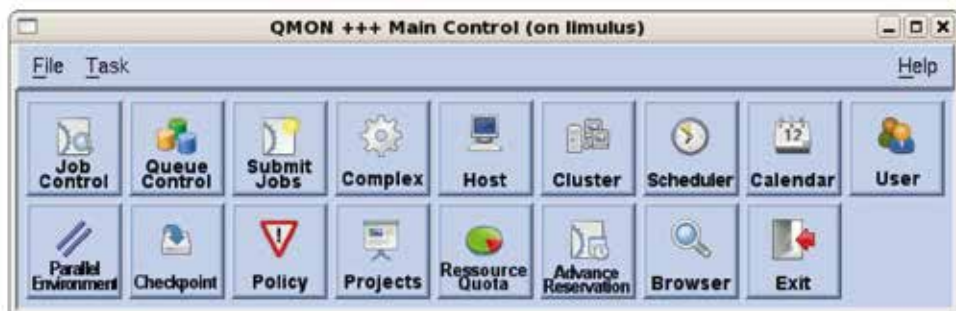 QMON +++ Main Control (on limulus)
File Task Help
Job Control
Queue Control
Submit Jobs
Complex
Host
Cluster
Scheduler
12
Calendar
User
Parallel Environment
Checkpoint
Policy
Projects
Ressource Quota
Advance Reservation
Browser
Exit